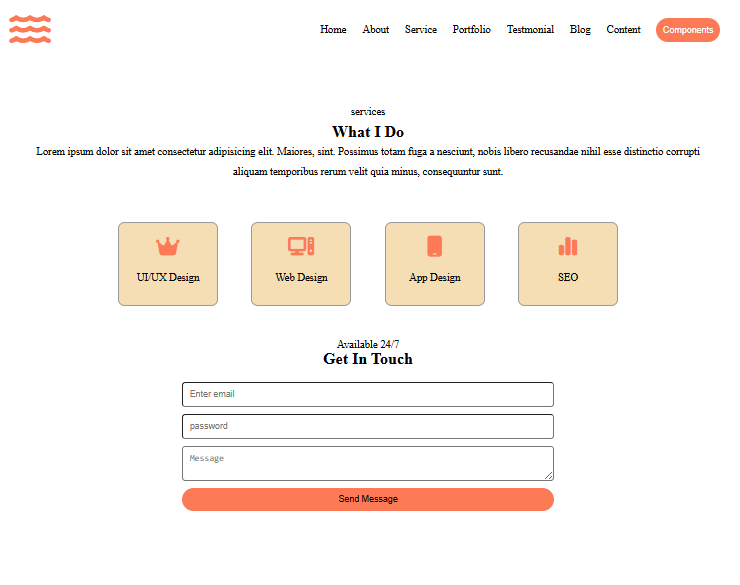 Home About Service Portfolio Testmonial Blog Content Components
services
What I Do
Lorem ipsum dolor sit amet consectetur adipisicing elit. Maiores, sint. Possimus totam fuga a nesciunt, nobis libero recusandae nihil esse distinctio corrupti
aliquam temporibus rerum velit quia minus, consequuntur sunt.
UI/UX Design Web Design App Design SEO
Available 24/7
Get In Touch
Enter email
password
Message
Send Message